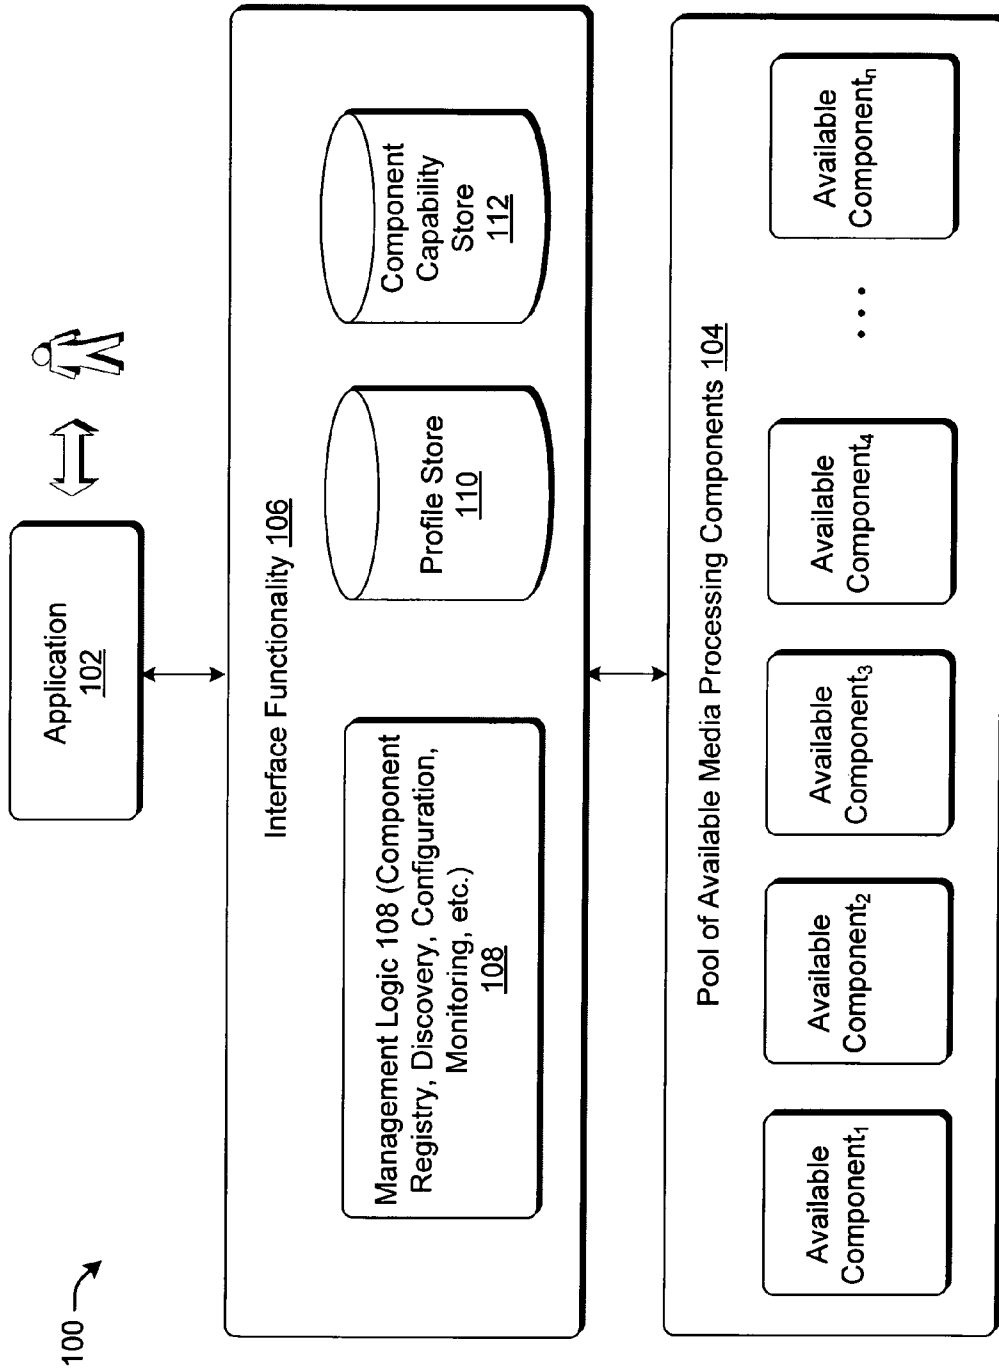 100
Application
102
Interface Functionality 106
Management Logic 108 (Component
Registry, Discovery, Configuration,
Monitoring, etc.)
108
Profile Store
110
Component
Capability
Store
112
Pool of Available Media Processing Components 104
Available
Component1
Available
Component2
Available
Component3
Available
Component4
...
Available
Componentn